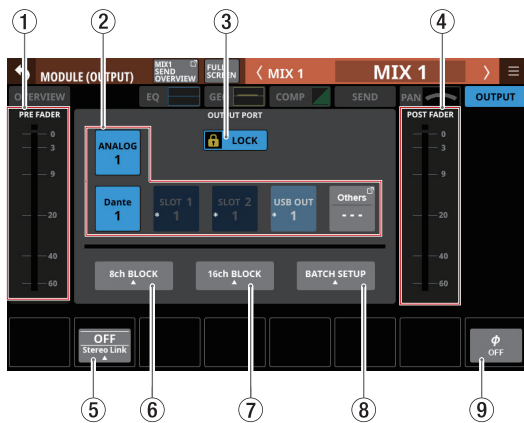 1 2 3 4
MODULE (OUTPUT)
MIX1 SEND OVERVIEW
FULL SCREEN
MIX 1
MIX 1
OVERVIEW EQ GEQ COMP SEND PAN OUTPUT
PRE FADER
OUTPUT PORT
POST FADER
LOCK
ANALOG
1
Dante
1
SLOT 1
* 1
SLOT 2
* 1
USB OUT
* 1
Others
---
0
3
9
20
40
60
0
3
9
20
40
60
8ch BLOCK
16ch BLOCK
BATCH SETUP
OFF
Stereo Link
ϕ
OFF
5 6 7 8 9